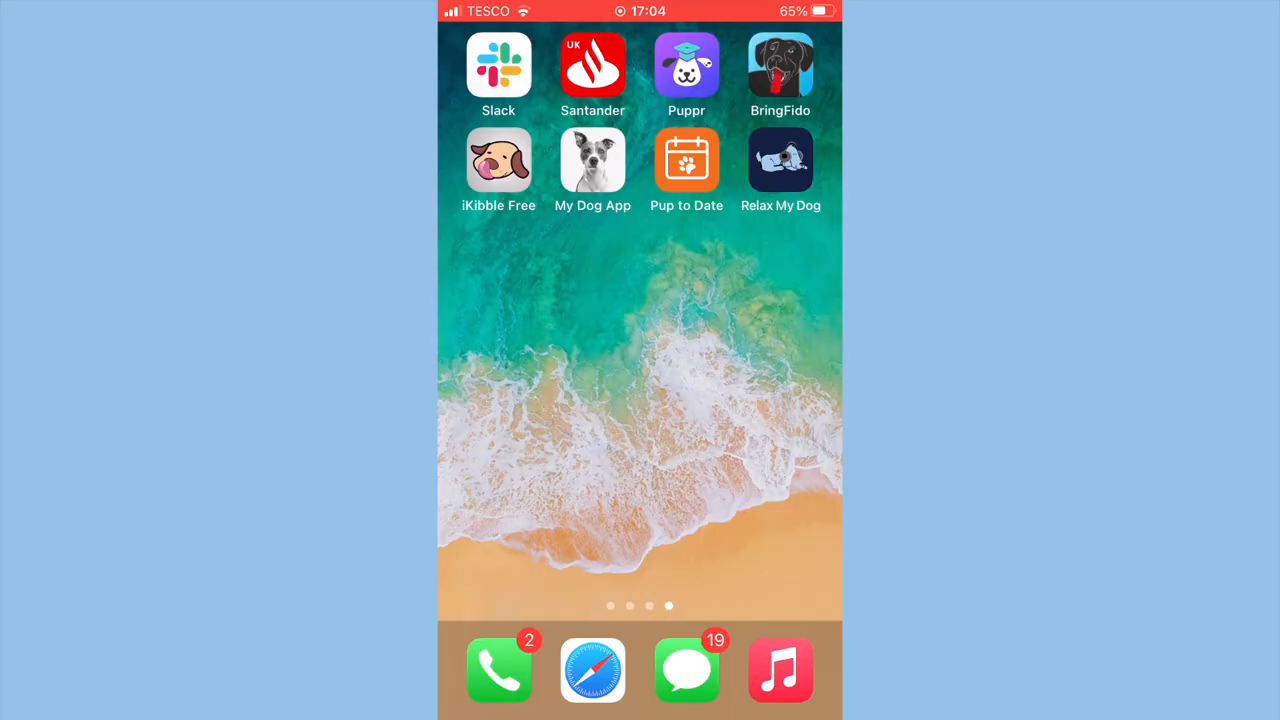 TESCO 17:04 65%
UK
Slack Santander Puppr BringFido
iKibble Free My Dog App Pup to Date Relax My Dog
2 19